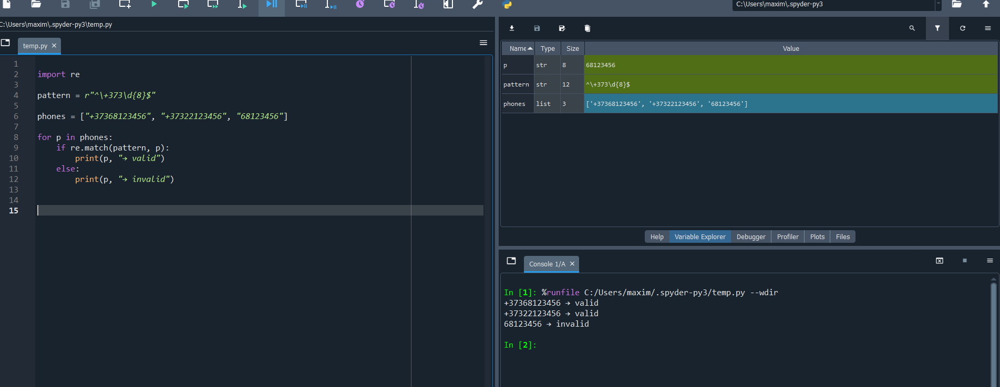 C:\Users\maxim\.spyder-py3
C:\Users\maxim\.spyder-py3\temp.py
temp.py
1
2 import re
3
4 pattern = r"^\+373\d{8}$"
5
6 phones = ["+37368123456", "+37322123456", "68123456"]
7
8 for p in phones:
9     if re.match(pattern, p):
10         print(p, "→ valid")
11     else:
12         print(p, "→ invalid")
13
14
15
Name Type Size Value
p str 8 68123456
pattern str 12 ^\+373\d{8}$
phones list 3 ['+37368123456', '+37322123456', '68123456']
Help Variable Explorer Debugger Profiler Plots Files
Console 1/A
In [1]: %runfile C:/Users/maxim/.spyder-py3/temp.py --wdir
+37368123456 → valid
+37322123456 → valid
68123456 → invalid
In [2]: